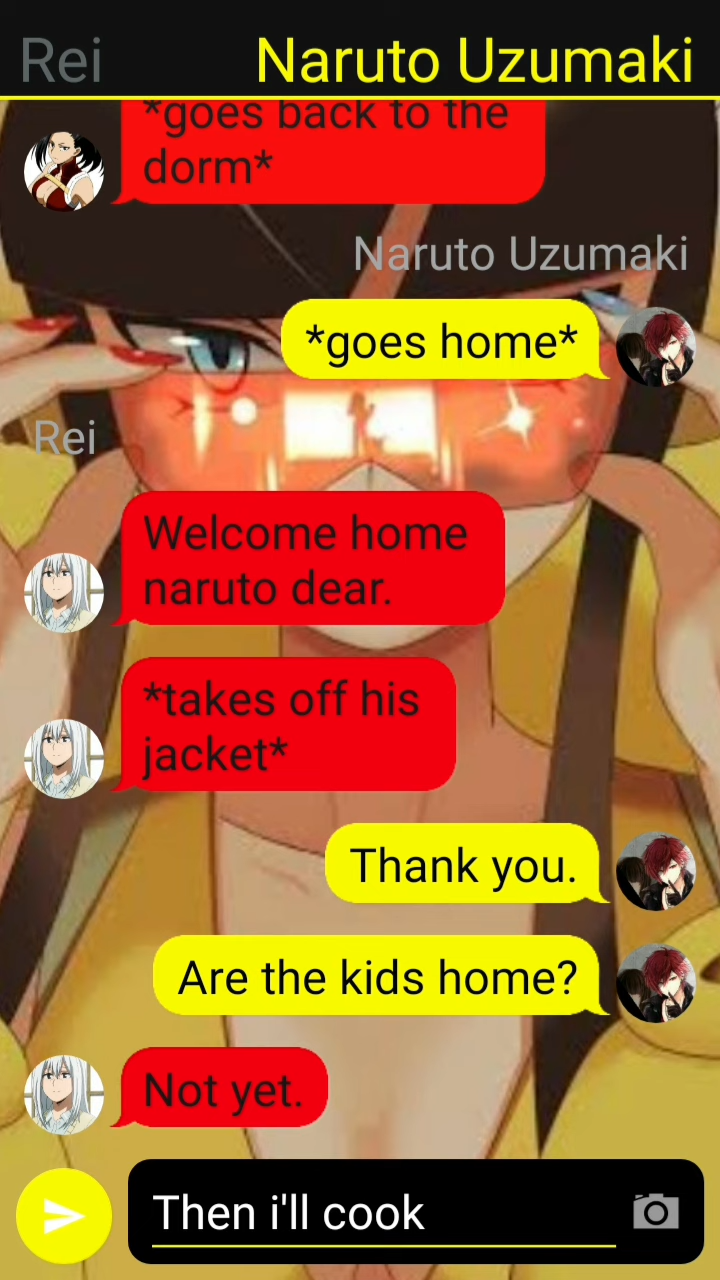 Rei
Naruto Uzumaki
*goes back to the
dorm*
Naruto Uzumaki
*goes home*
Rei
Welcome home
naruto dear.
*takes off his
jacket*
Thank you.
Are the kids home?
Not yet.
Then i'll cook